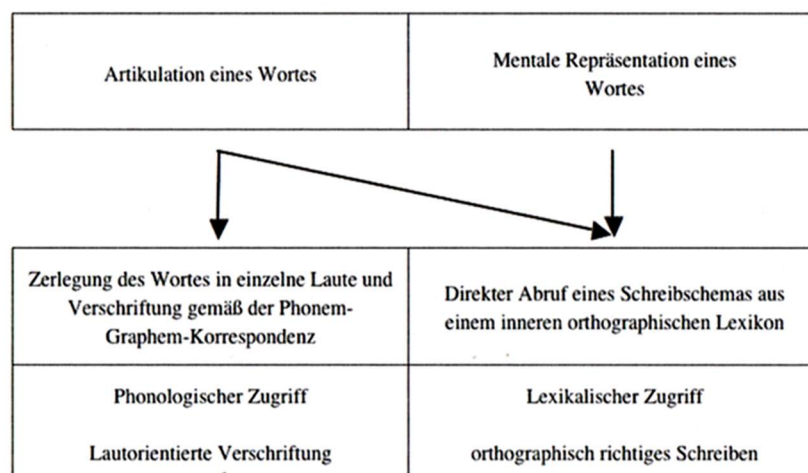 Artikulation eines Wortes
Mentale Repräsentation eines
Wortes
Zerlegung des Wortes in einzelne Laute und
Verschriftung gemäß der Phonem-
Graphem-Korrespondenz
Direkter Abruf eines Schreibschemas aus
einem inneren orthographischen Lexikon
Phonologischer Zugriff
Lautorientierte Verschriftung
Lexikalischer Zugriff
orthographisch richtiges Schreiben